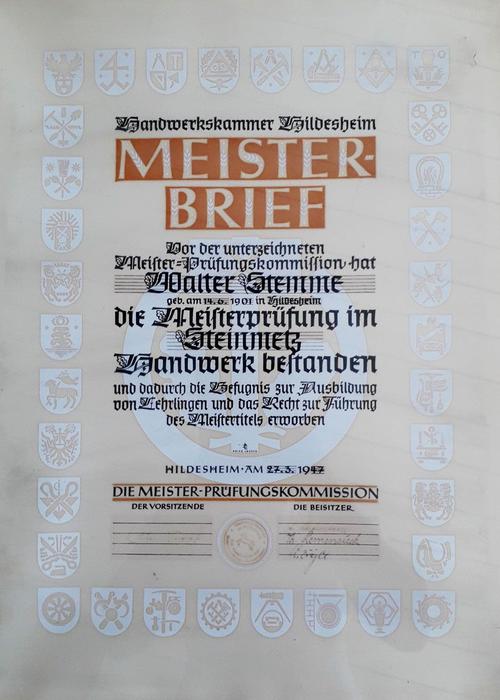 Handwerkskammer Hildesheim
MEISTER-
BRIEF
Vor der unterzeichneten
Meister-Prüfungskommission hat
Walter Stemme
geb. am 14.6. 1901 in Hildesheim
die Meisterprüfung im
Steinmetz
Handwerk bestanden
und dadurch die Befugnis zur Ausbildung
von Lehrlingen und das Recht zur Führung
des Meistertitels erworben
HILDESHEIM·AM 27.3. 1947
DIE MEISTER-PRÜFUNGSKOMMISSION
DER VORSITZENDE DIE BEISITZER